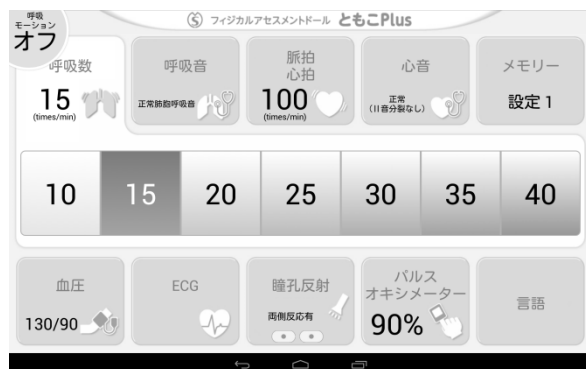 呼吸
モーション
オフ
フィジカルアセスメントドール ともこPlus
呼吸数
15
(times/min)
呼吸音
正常肺胞呼吸音
脈拍
心拍
100
(times/min)
心音
正常
(II音分裂なし)
メモリー
設定 1
10 15 20 25 30 35 40
血圧
130/90
ECG
瞳孔反射
両側反応有
パルス
オキシメーター
90%
言語